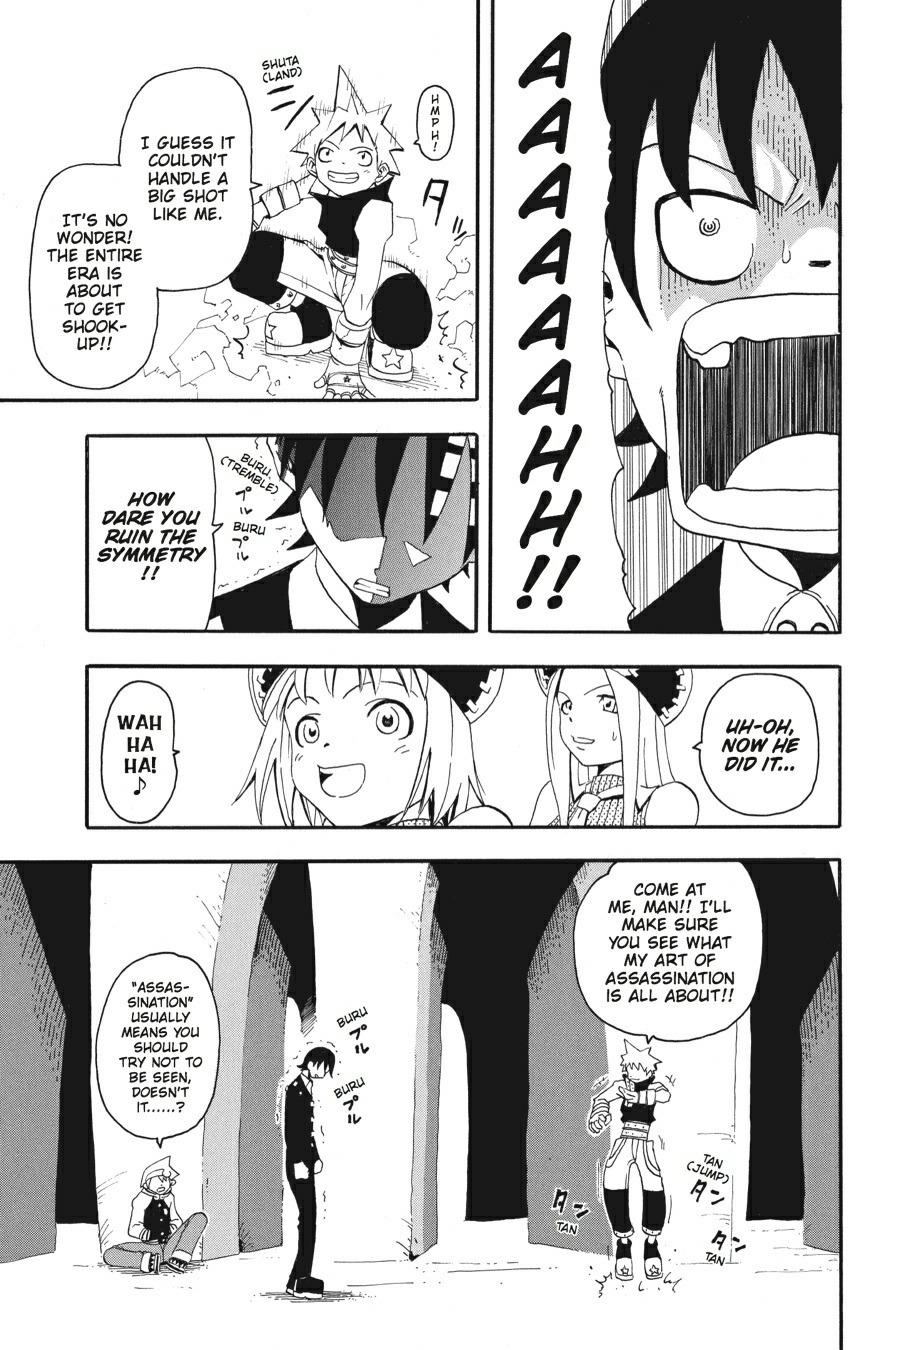 AAAAAAHH!!
HMPH!
SHUTA
(LAND)
タ
I GUESS IT
COULDN'T
HANDLE A
BIG SHOT
LIKE ME.
IT'S NO
WONDER!
THE ENTIRE
ERA IS
ABOUT
TO GET
SHOOK-
UP!!
BURU
(TREMBLE)
プル
BURU
プル
HOW
DARE YOU
RUIN THE
SYMMETRY
!!
UH-OH,
NOW HE
DID IT...
WAH
HA
HA!
♪
COME AT
ME, MAN!! I'LL
MAKE SURE
YOU SEE WHAT
MY ART OF
ASSASSINATION
IS ALL ABOUT!!
TAN
(JUMP)
タン
タン
TAN
タン
TAN
BURU
プル
BURU
プル
"ASSAS-
SINATION"
USUALLY
MEANS YOU
SHOULD
TRY NOT TO
BE SEEN,
DOESN'T
IT......?